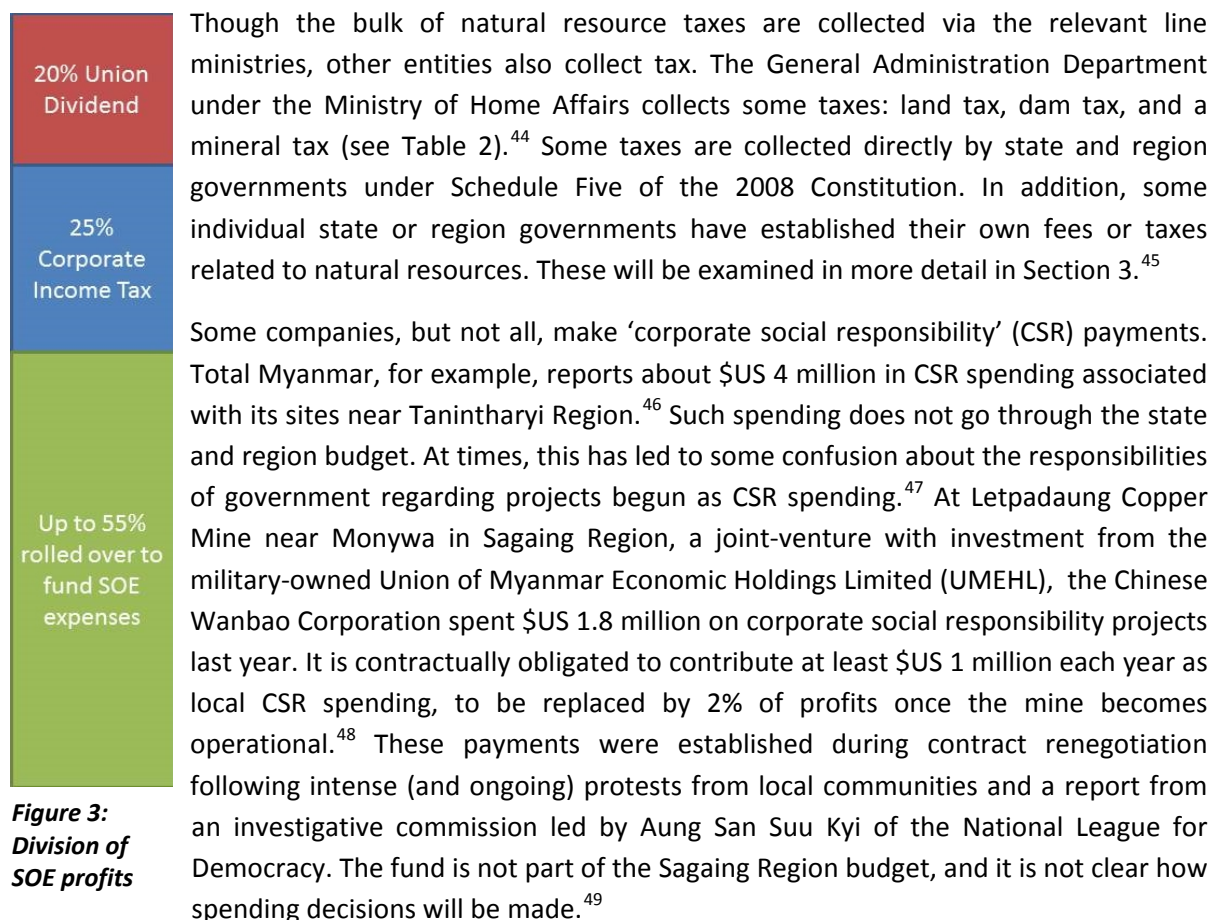 20% Union
Dividend
25%
Corporate
Income Tax
Up to 55%
rolled over to
fund SOE
expenses
Figure 3:
Division of
SOE profits
Though the bulk of natural resource taxes are collected via the relevant line
ministries, other entities also collect tax. The General Administration Department
under the Ministry of Home Affairs collects some taxes: land tax, dam tax, and a
mineral tax (see Table 2).44 Some taxes are collected directly by state and region
governments under Schedule Five of the 2008 Constitution. In addition, some
individual state or region governments have established their own fees or taxes
related to natural resources. These will be examined in more detail in Section 3.45
Some companies, but not all, make ‘corporate social responsibility’ (CSR) payments.
Total Myanmar, for example, reports about $US 4 million in CSR spending associated
with its sites near Tanintharyi Region.46 Such spending does not go through the state
and region budget. At times, this has led to some confusion about the responsibilities
of government regarding projects begun as CSR spending.47 At Letpadaung Copper
Mine near Monywa in Sagaing Region, a joint-venture with investment from the
military-owned Union of Myanmar Economic Holdings Limited (UMEHL), the Chinese
Wanbao Corporation spent $US 1.8 million on corporate social responsibility projects
last year. It is contractually obligated to contribute at least $US 1 million each year as
local CSR spending, to be replaced by 2% of profits once the mine becomes
operational.48 These payments were established during contract renegotiation
following intense (and ongoing) protests from local communities and a report from
an investigative commission led by Aung San Suu Kyi of the National League for
Democracy. The fund is not part of the Sagaing Region budget, and it is not clear how
spending decisions will be made.49